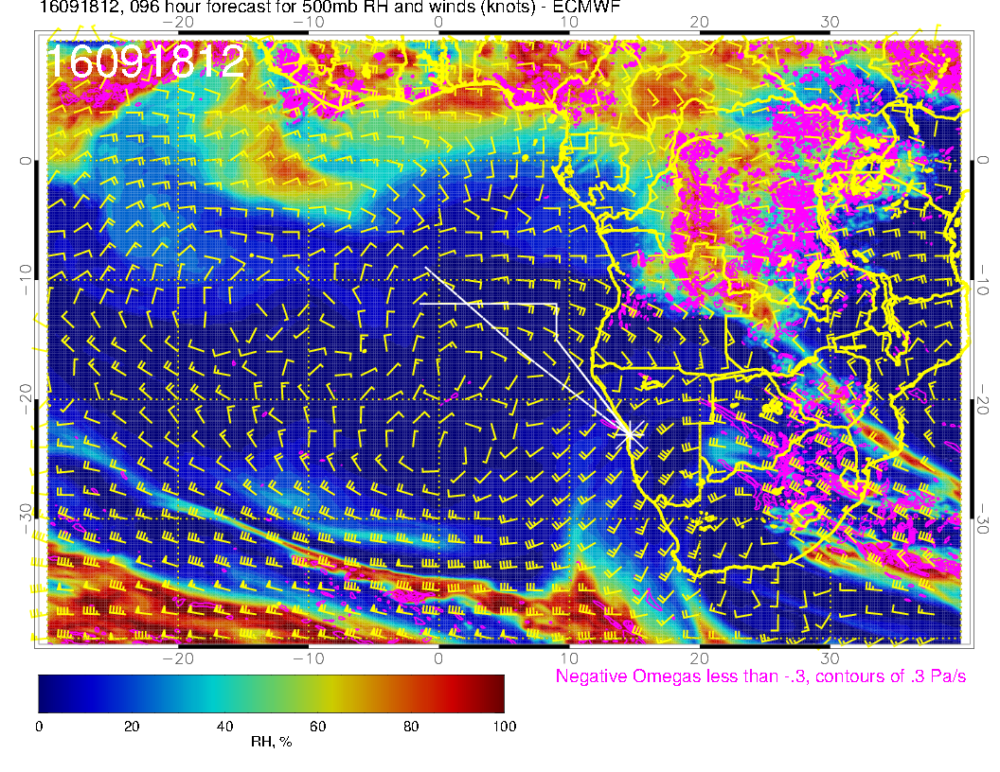 16091812, 096 hour forecast for 500mb RH and winds (knots) - ECMWF
-20 -10 0 10 20 30
16091812
0 0
-10 -10
-20 -20
-30 -30
-20 -10 0 10 20 30
Negative Omegas less than -.3, contours of .3 Pa/s
0 20 40 60 80 100
RH, %